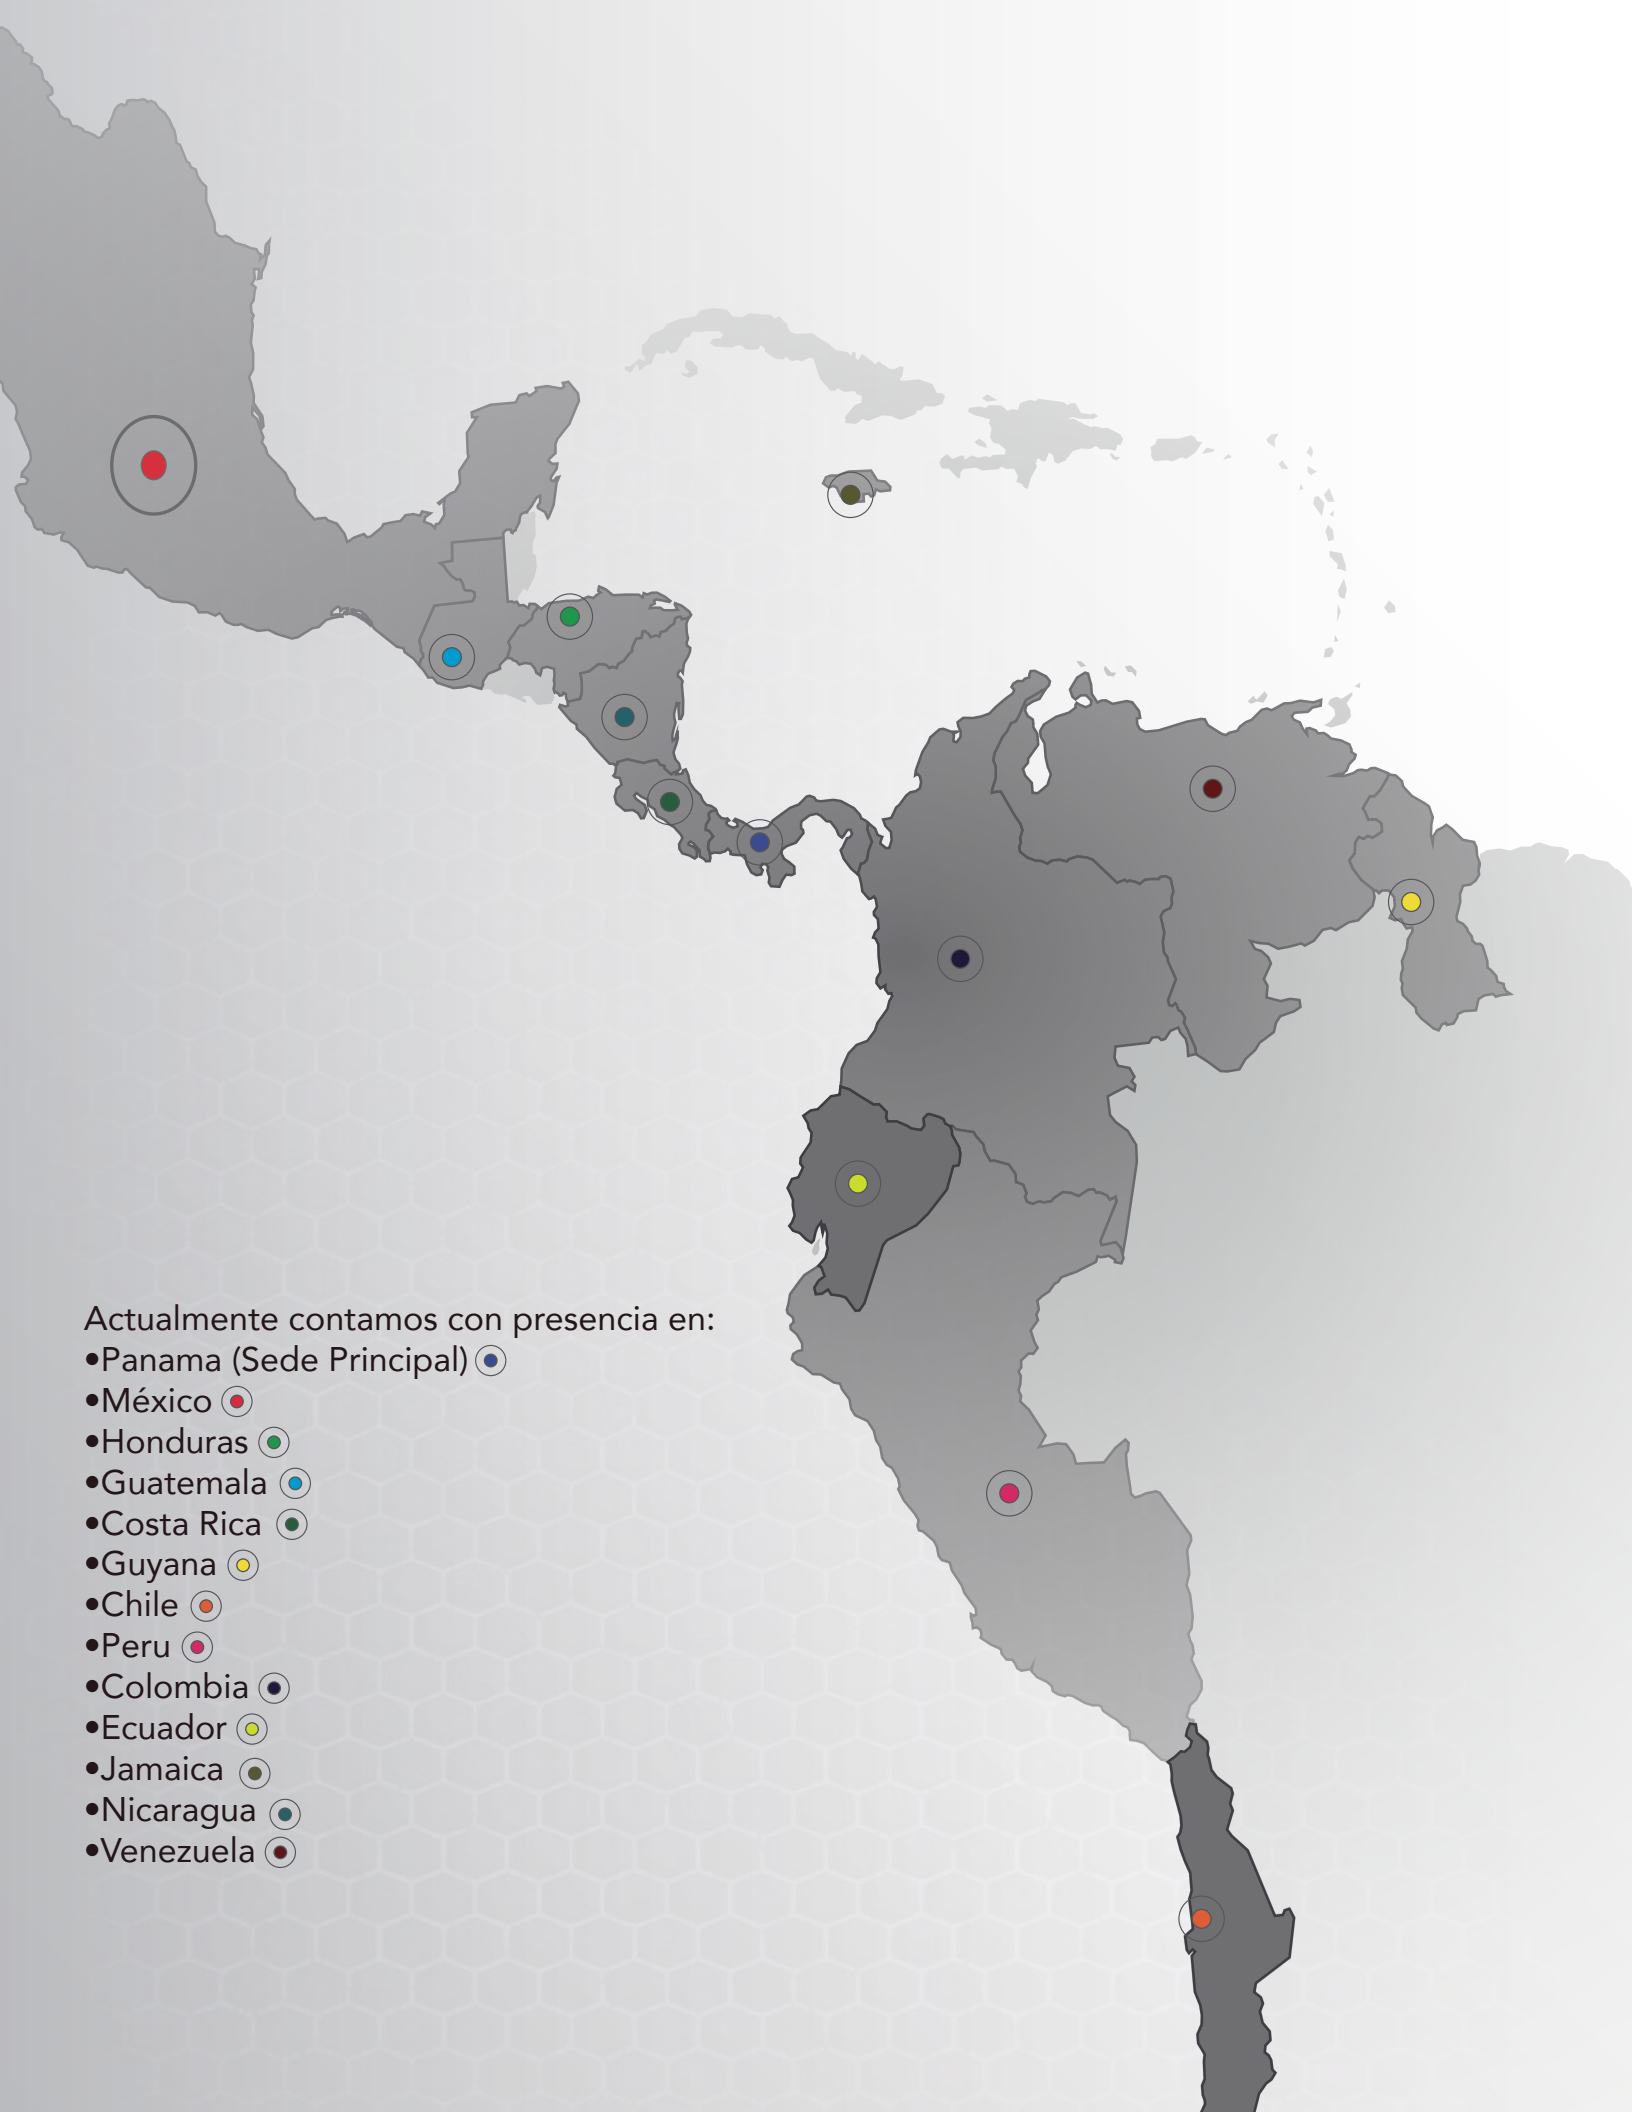 Actualmente contamos con presencia en:
•Panama (Sede Principal)
•México
•Honduras
•Guatemala
•Costa Rica
•Guyana
•Chile
•Peru
•Colombia
•Ecuador
•Jamaica
•Nicaragua
•Venezuela